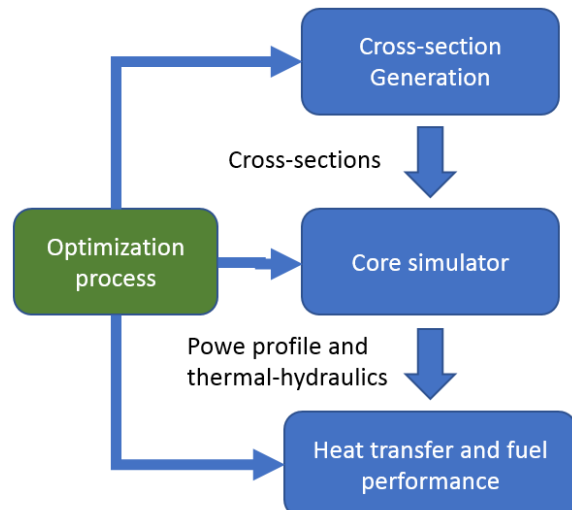 Cross-section
Generation
Cross-sections
Optimization
process
Core simulator
Powe profile and
thermal-hydraulics
Heat transfer and fuel
performance